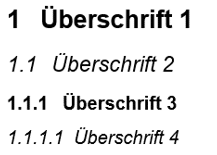 1 Überschrift 1
1.1 Überschrift 2
1.1.1 Überschrift 3
1.1.1.1 Überschrift 4